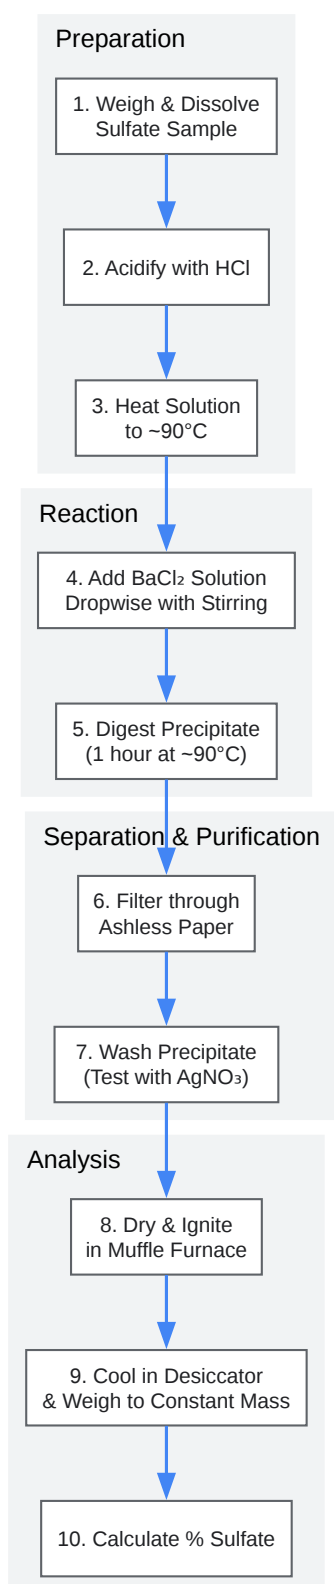 Preparation
1. Weigh & Dissolve
Sulfate Sample
2. Acidify with HCl
3. Heat Solution
to ~90°C
Reaction
4. Add BaCl₂ Solution
Dropwise with Stirring
5. Digest Precipitate
(1 hour at ~90°C)
Separation & Purification
6. Filter through
Ashless Paper
7. Wash Precipitate
(Test with AgNO₃)
Analysis
8. Dry & Ignite
in Muffle Furnace
9. Cool in Desiccator
& Weigh to Constant Mass
10. Calculate % Sulfate